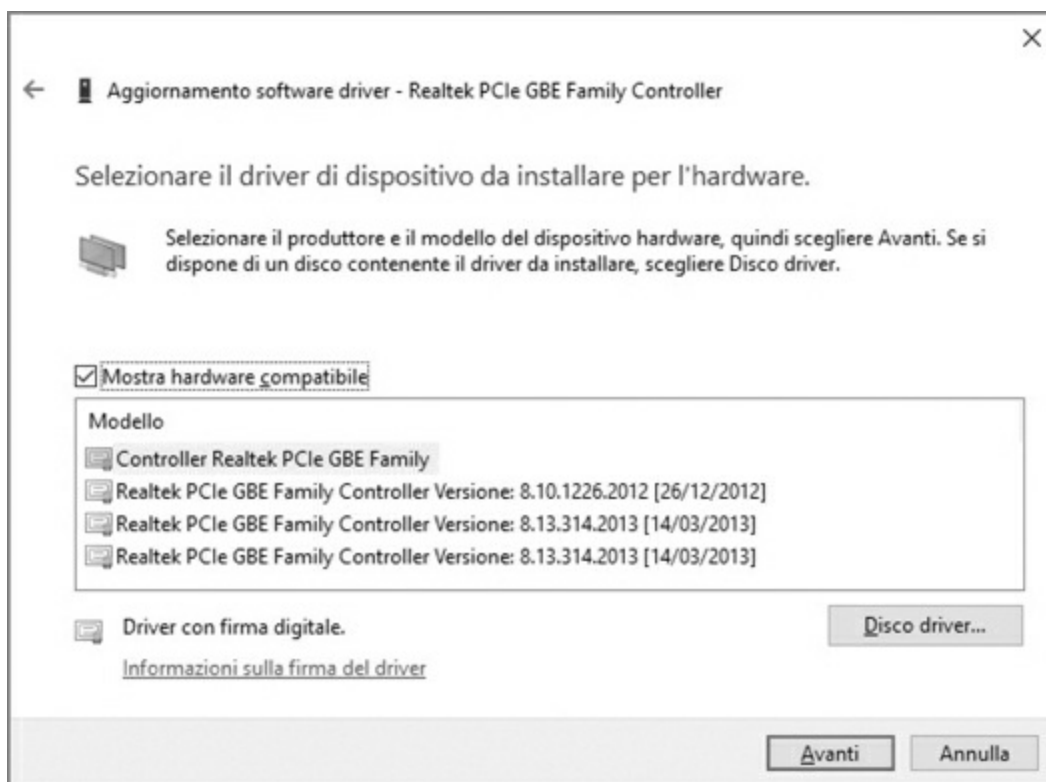 Aggiornamento software driver - Realtek PCIe GBE Family Controller
Selezionare il driver di dispositivo da installare per l'hardware.
Selezionare il produttore e il modello del dispositivo hardware, quindi scegliere Avanti. Se si
dispone di un disco contenente il driver da installare, scegliere Disco driver.
Mostra hardware compatibile
Modello
Controller Realtek PCIe GBE Family
Realtek PCIe GBE Family Controller Versione: 8.10.1226.2012 [26/12/2012]
Realtek PCIe GBE Family Controller Versione: 8.13.314.2013 [14/03/2013]
Realtek PCIe GBE Family Controller Versione: 8.13.314.2013 [14/03/2013]
Driver con firma digitale.
Disco driver...
Informazioni sulla firma del driver
Avanti
Annulla